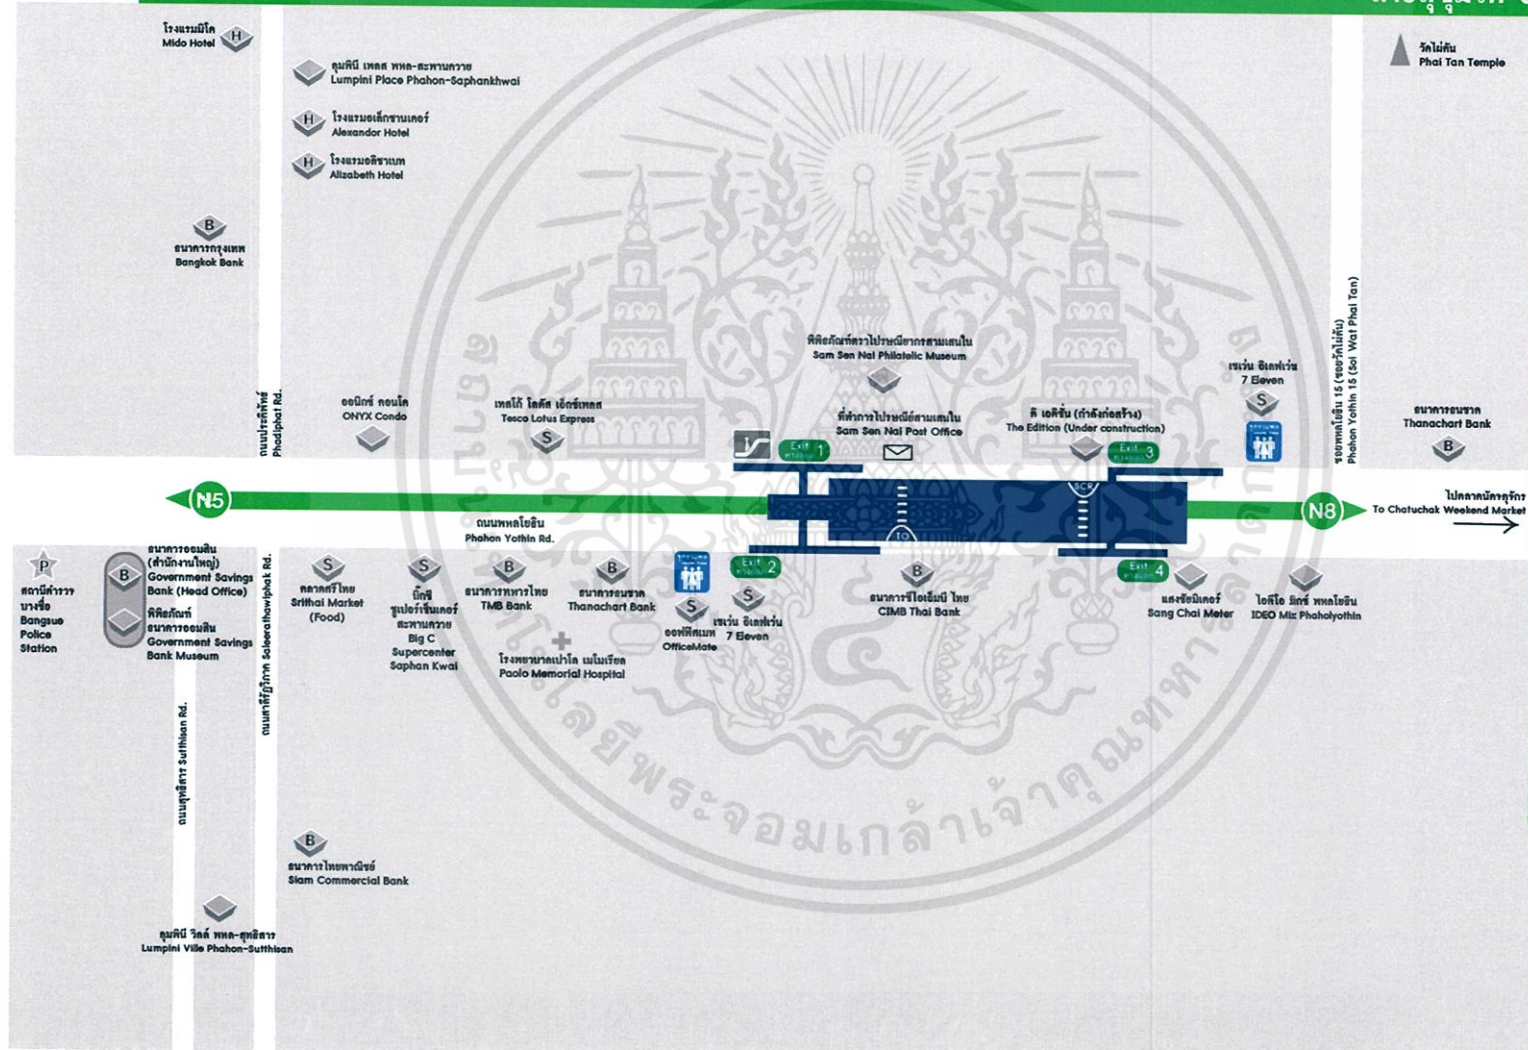 โรงแรมมิโด
Mido Hotel
H
ลุมพินี เพลส พหล-สะพานควาย
Lumpini Place Phahon-Saphankhwai
H
โรงแรมอเล็กซานเดอร์
Alexandor Hotel
H
โรงแรมอลิซาเบท
Alizabeth Hotel
วัดไผ่ตัน
Phai Tan Temple
B
ธนาคารกรุงเทพ
Bangkok Bank
ถนนประดิพัทธ์
Phadiphat Rd.
ออนิกซ์ คอนโด
ONYX Condo
เทสโก้ โลตัส เอ็กซ์เพลส
Tesco Lotus Express
S
พิพิธภัณฑ์ตราไปรษณียากรสามเสนใน
Sam Sen Nai Philatelic Museum
ที่ทำการไปรษณีย์สามเสนใน
Sam Sen Nai Post Office
ดิ เอดิชั่น (กำลังก่อสร้าง)
The Edition (Under construction)
เซเว่น อิเลฟเว่น
7 Eleven
S
ซอยพหลโยธิน 15 (ซอยวัดไผ่ตัน)
Phahon Yothin 15 (Soi Wat Phai Tan)
ธนาคารธนชาต
Thanachart Bank
B
Exit 1
Exit 3
N5
SCR
TO
N8
ไปตลาดนัดจตุจักร
To Chatuchak Weekend Market
ถนนพหลโยธิน
Phahon Yothin Rd.
Exit 2
Exit 4
P
สถานีตำรวจ
บางซื่อ
Bangsue
Police
Station
ธนาคารออมสิน
(สำนักงานใหญ่)
B
Government Savings
Bank (Head Office)
พิพิธภัณฑ์
ธนาคารออมสิน
Government Savings
Bank Museum
ถนนสาลีรัฐวิภาค Saleerathawiphak Rd.
ถนนสุทธิสาร Sutthisan Rd.
S
ตลาดศรีไทย
Srithai Market
(Food)
S
บิ๊กซี
ซูเปอร์เซ็นเตอร์
สะพานควาย
Big C
Supercenter
Saphan Kwai
B
ธนาคารทหารไทย
TMB Bank
B
ธนาคารธนชาต
Thanachart Bank
โรงพยาบาลเปาโล เมโมเรียล
Paolo Memorial Hospital
S
ออฟฟิศเมท
OfficeMate
S
เซเว่น อิเลฟเว่น
7 Eleven
B
ธนาคารซีไอเอ็มบี ไทย
CIMB Thai Bank
แสงชัยมิเตอร์
Sang Chai Meter
ไอดีโอ มิกซ์ พหลโยธิน
IDEO Mix Phaholyothin
B
ธนาคารไทยพาณิชย์
Siam Commercial Bank
ลุมพินี วิลล์ พหล-สุทธิสาร
Lumpini Ville Phahon-Sutthisan